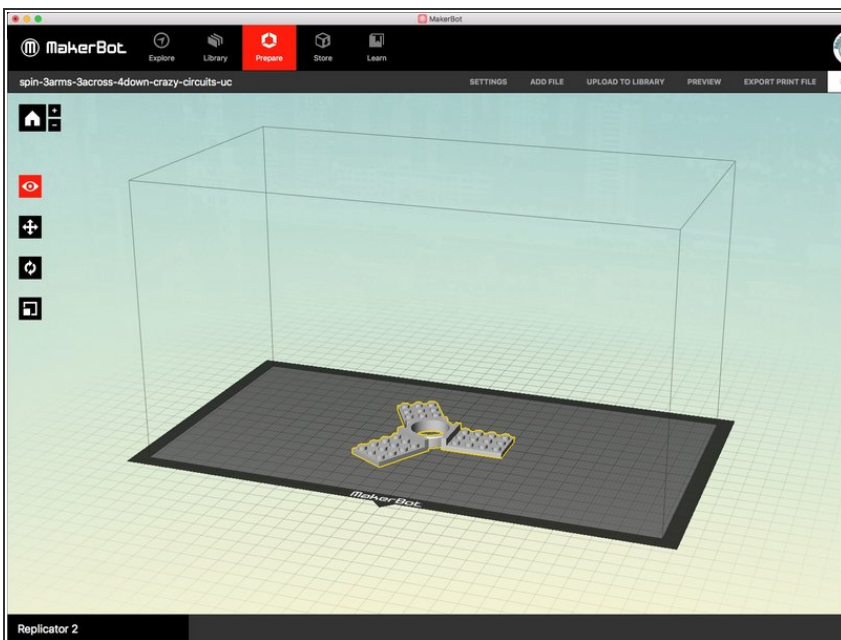 MakerBot
MakerBot
Explore
Library
Prepare
Store
Learn
spin-3arms-3across-4down-crazy-circuits-uc
SETTINGS
ADD FILE
UPLOAD TO LIBRARY
PREVIEW
EXPORT PRINT FILE
MakerBot
Replicator 2